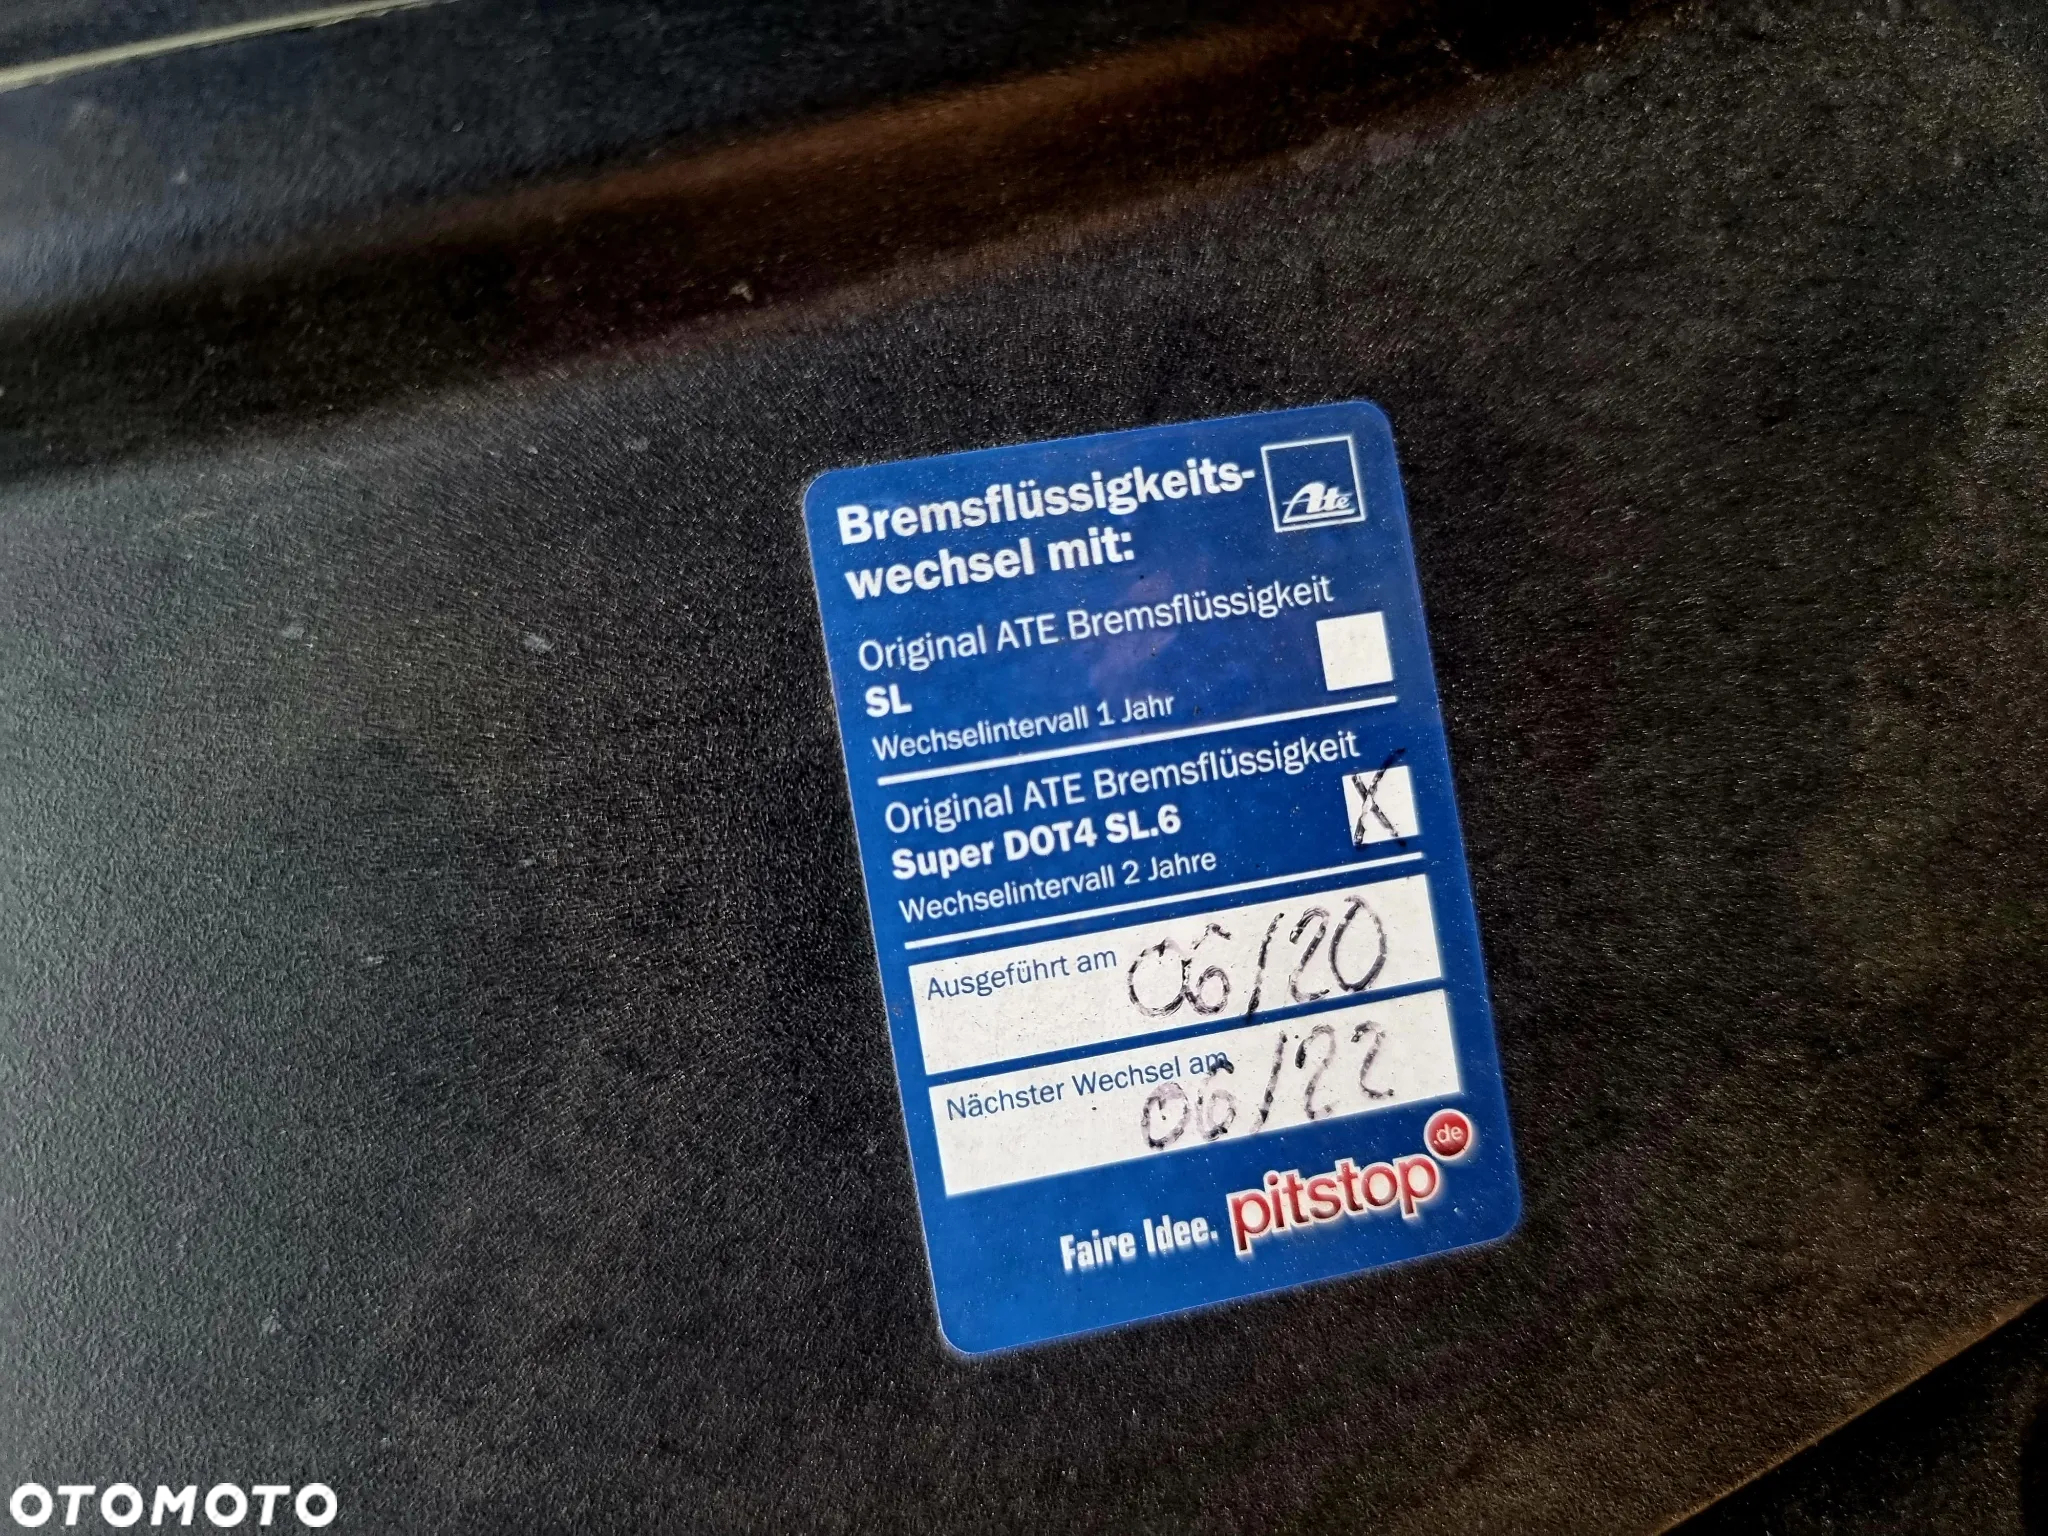 Bremsflüssigkeits-
wechsel mit:
Ate
Original ATE Bremsflüssigkeit
SL
Wechselintervall 1 Jahr
Original ATE Bremsflüssigkeit
Super DOT4 SL.6
X
Wechselintervall 2 Jahre
Ausgeführt am 06/20
Nächster Wechsel am 06/22
Faire Idee. pitstop.de
OTOMOTO